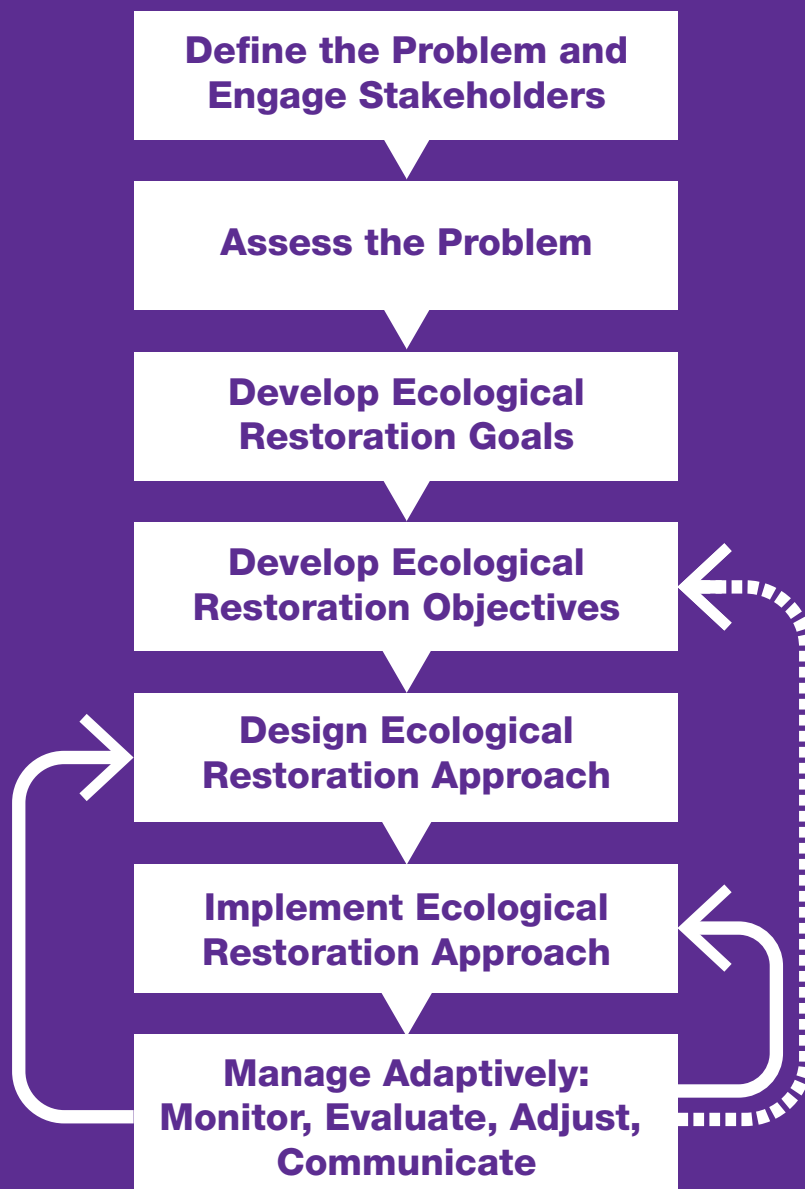 Define the Problem and
Engage Stakeholders
Assess the Problem
Develop Ecological
Restoration Goals
Develop Ecological
Restoration Objectives
Design Ecological
Restoration Approach
Implement Ecological
Restoration Approach
Manage Adaptively:
Monitor, Evaluate, Adjust,
Communicate